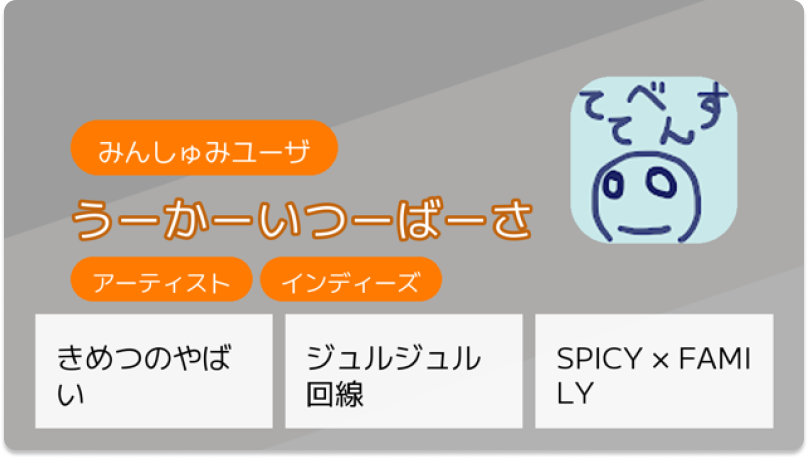 みんしゅみユーザ
うーかーいつーばーさ
アーティスト
インディーズ
てべす
てん
きめつのやば
い
ジュルジュル
回線
SPICY × FAMI
LY